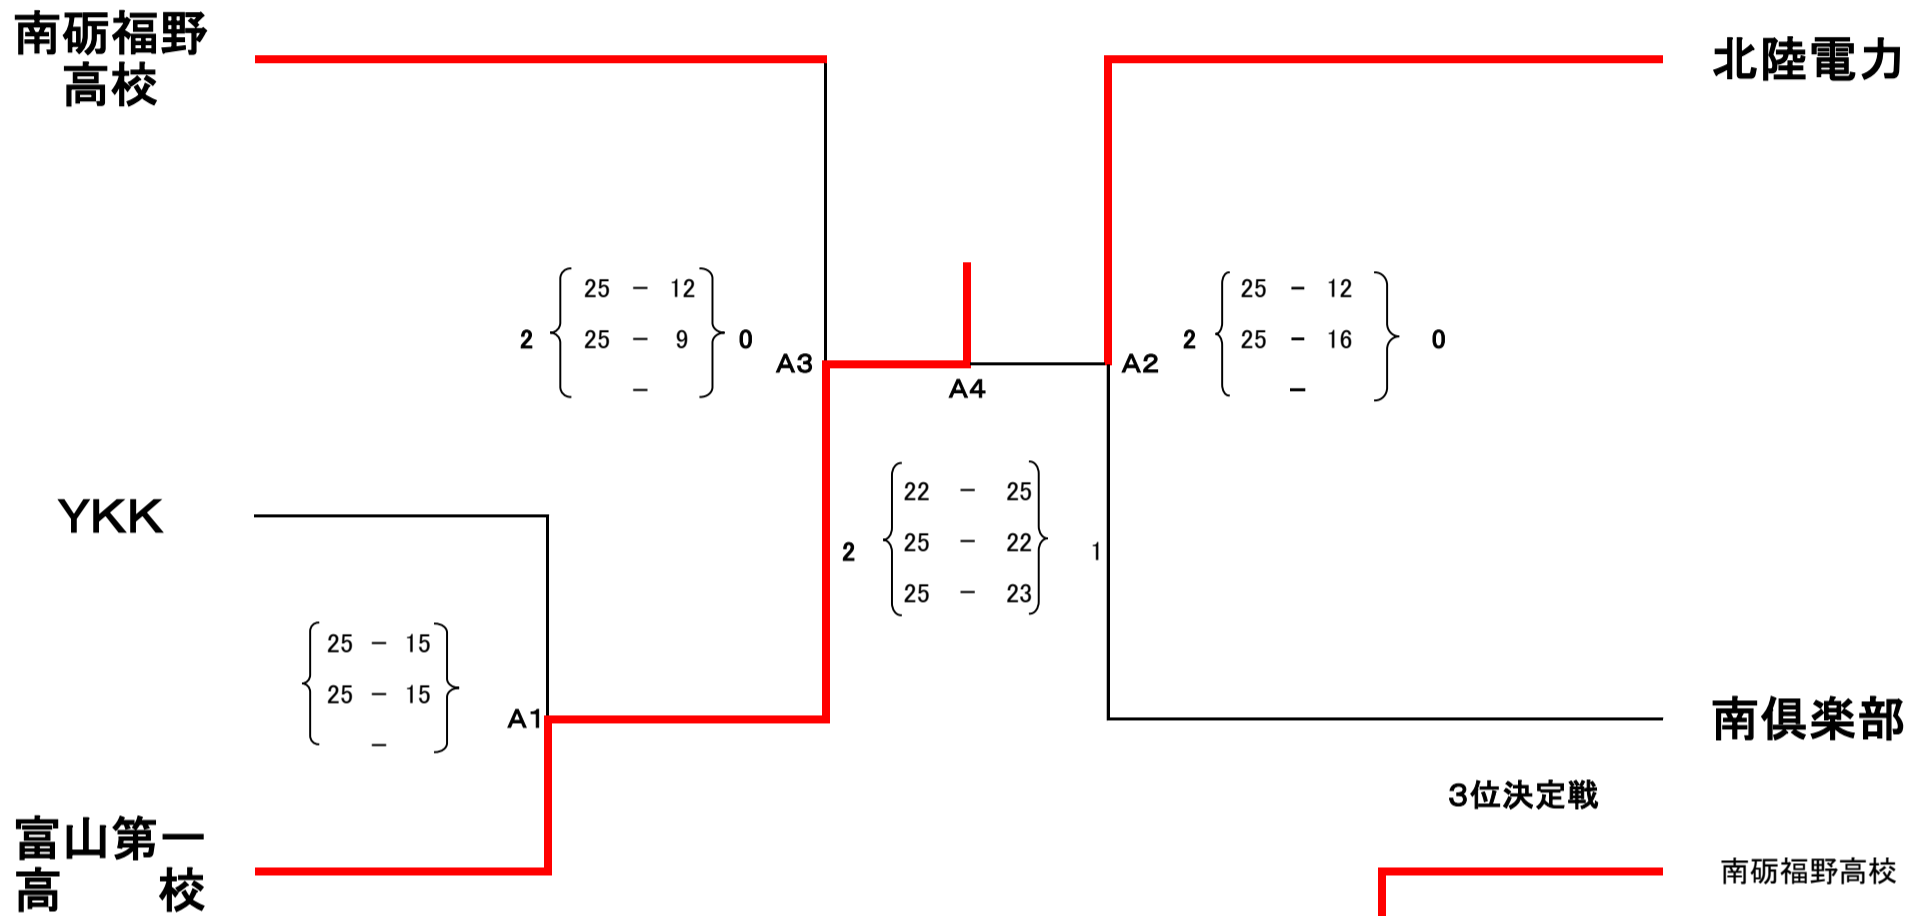 南砺福野
高校
北陸電力
25 － 12
2 25 － 9 0
－
A3
25 － 12
2 25 － 16 0
－
A2
A4
22 － 25
2 25 － 22 1
25 － 23
YKK
25 － 15
25 － 15
－
A1
南倶楽部
3位決定戦
富山第一
高　　校
南砺福野高校